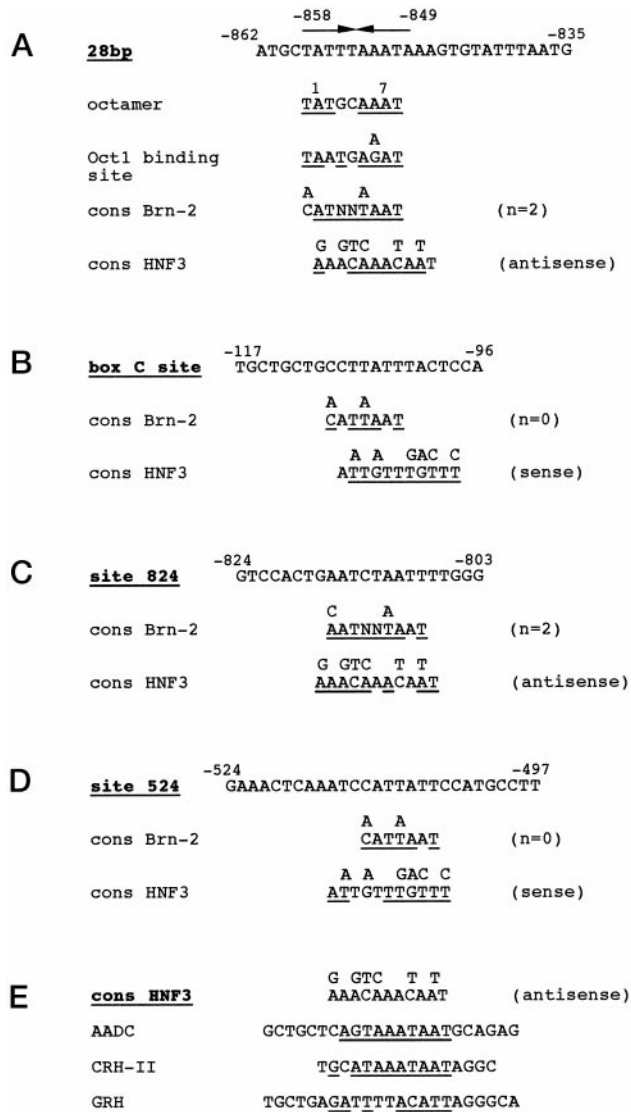 -858 -849
A -862 -835
28bp ATGCTATTTAAATAAAGTGTATTTAATG
1 7
octamer TATGCAAAT
A
Oct1 binding TAATGAGAT
site
A A
cons Brn-2 CATNNTAAT (n=2)
G GTC T T
cons HNF3 AAACAAACAAT (antisense)
B -117 -96
box C site TGCTGCTGCCTTATTTACTCCA
A A
cons Brn-2 CATTAAT (n=0)
A A GAC C
cons HNF3 ATTGTTTGTTT (sense)
C -824 -803
site 824 GTCCACTGAATCTAATTTTGGG
C A
cons Brn-2 AATNNTAAT (n=2)
G GTC T T
cons HNF3 AAACAAACAAT (antisense)
D -524 -497
site 524 GAAACTCAAATCCATTATTCCATGCCTT
A A
cons Brn-2 CATTAAT (n=0)
A A GAC C
cons HNF3 ATTGTTTGTTT (sense)
E G GTC T T
cons HNF3 AAACAAACAAT (antisense)
AADC GCTGCTCAGTAAATAATGCAGAG
CRH-II TGCATAAATAATAGGC
GRH TGCTGAGATTTTACATTAGGGCA